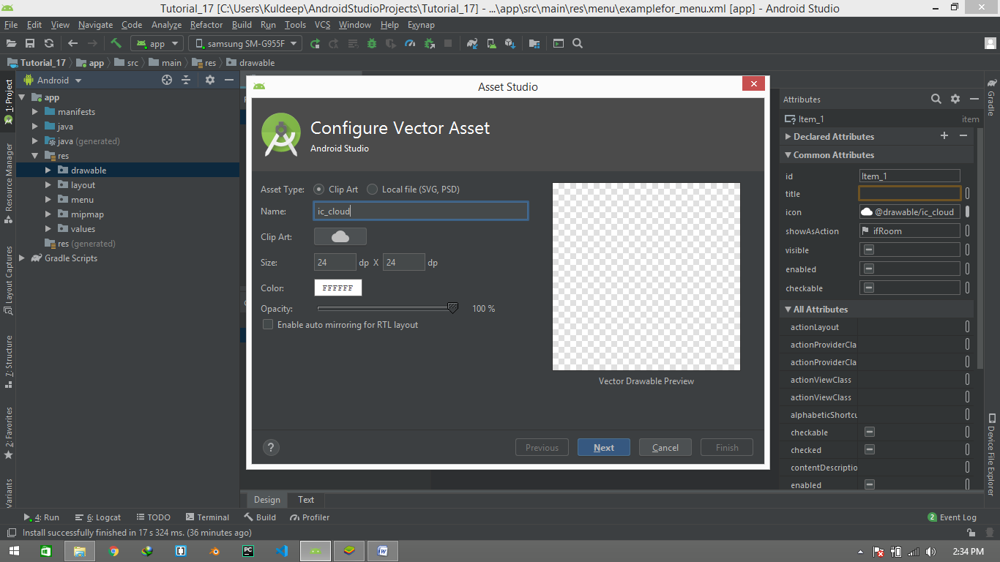 Tutorial_17 [C:\Users\Kuldeep\AndroidStudioProjects\Tutorial_17] - ...\app\src\main\res\menu\examplefor_menu.xml [app] - Android Studio
File Edit View Navigate Code Analyze Refactor Build Run Tools VCS Window Help Exynap
app samsung SM-G955F
Tutorial_17 app src main res drawable
1: Project
Resource Manager
Layout Captures
7: Structure
2: Favorites
Variants
Android
app
manifests
java
java (generated)
res
drawable
layout
menu
mipmap
values
res (generated)
Gradle Scripts
Asset Studio
Configure Vector Asset
Android Studio
Asset Type: Clip Art Local file (SVG, PSD)
Name: ic_cloud
Clip Art:
Size: 24 dp X 24 dp
Color: FFFFFF
Opacity: 100 %
Enable auto mirroring for RTL layout
Vector Drawable Preview
? Previous Next Cancel Finish
Design Text
Attributes
Item_1 item
Declared Attributes
Common Attributes
id Item_1
title
icon @drawable/ic_cloud
showAsAction ifRoom
visible
enabled
checkable
All Attributes
actionLayout
actionProviderCla
actionProviderCla
actionViewClass
actionViewClass
alphabeticShortcu
checkable
checked
contentDescriptio
enabled
Gradle
Device File Explorer
4: Run 6: Logcat TODO Terminal Build Profiler 2 Event Log
Install successfully finished in 17 s 324 ms. (36 minutes ago)
PC W 2:34 PM